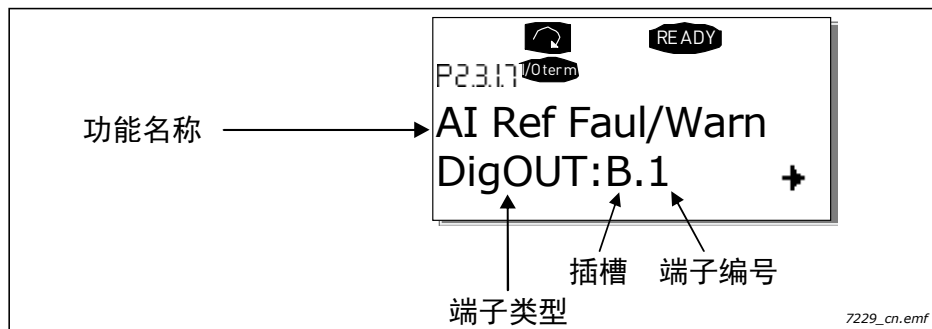 READY
P2.3.1.7 I/O term
功能名称
AI Ref Faul/Warn
DigOUT:B.1
插槽 端子编号
端子类型
7229_cn.emf